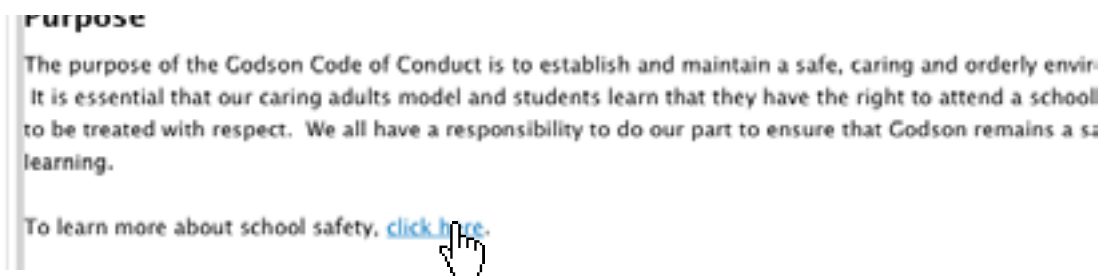 Purpose
The purpose of the Godson Code of Conduct is to establish and maintain a safe, caring and orderly envir
It is essential that our caring adults model and students learn that they have the right to attend a school
to be treated with respect. We all have a responsibility to do our part to ensure that Godson remains a sa
learning.
To learn more about school safety, click here.